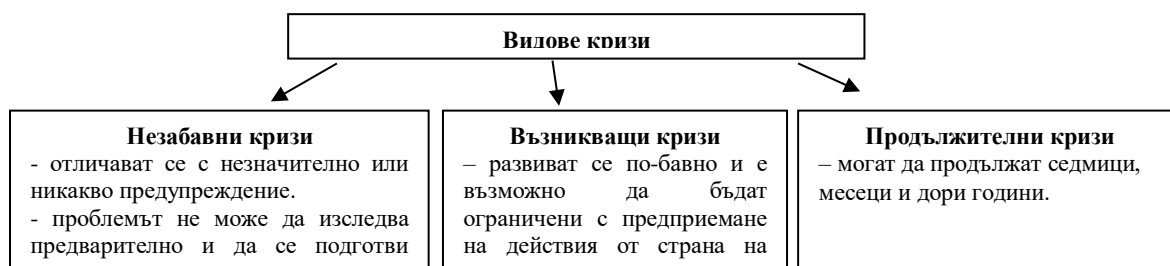 Видове кризи
Незабавни кризи
- отличават се с незначително или
никакво предупреждение.
- проблемът не може да изследва
предварително и да се подготви
Възникващи кризи
– развиват се по-бавно и е
възможно да бъдат
ограничени с предприемане
на действия от страна на
Продължителни кризи
– могат да продължат седмици,
месеци и дори години.